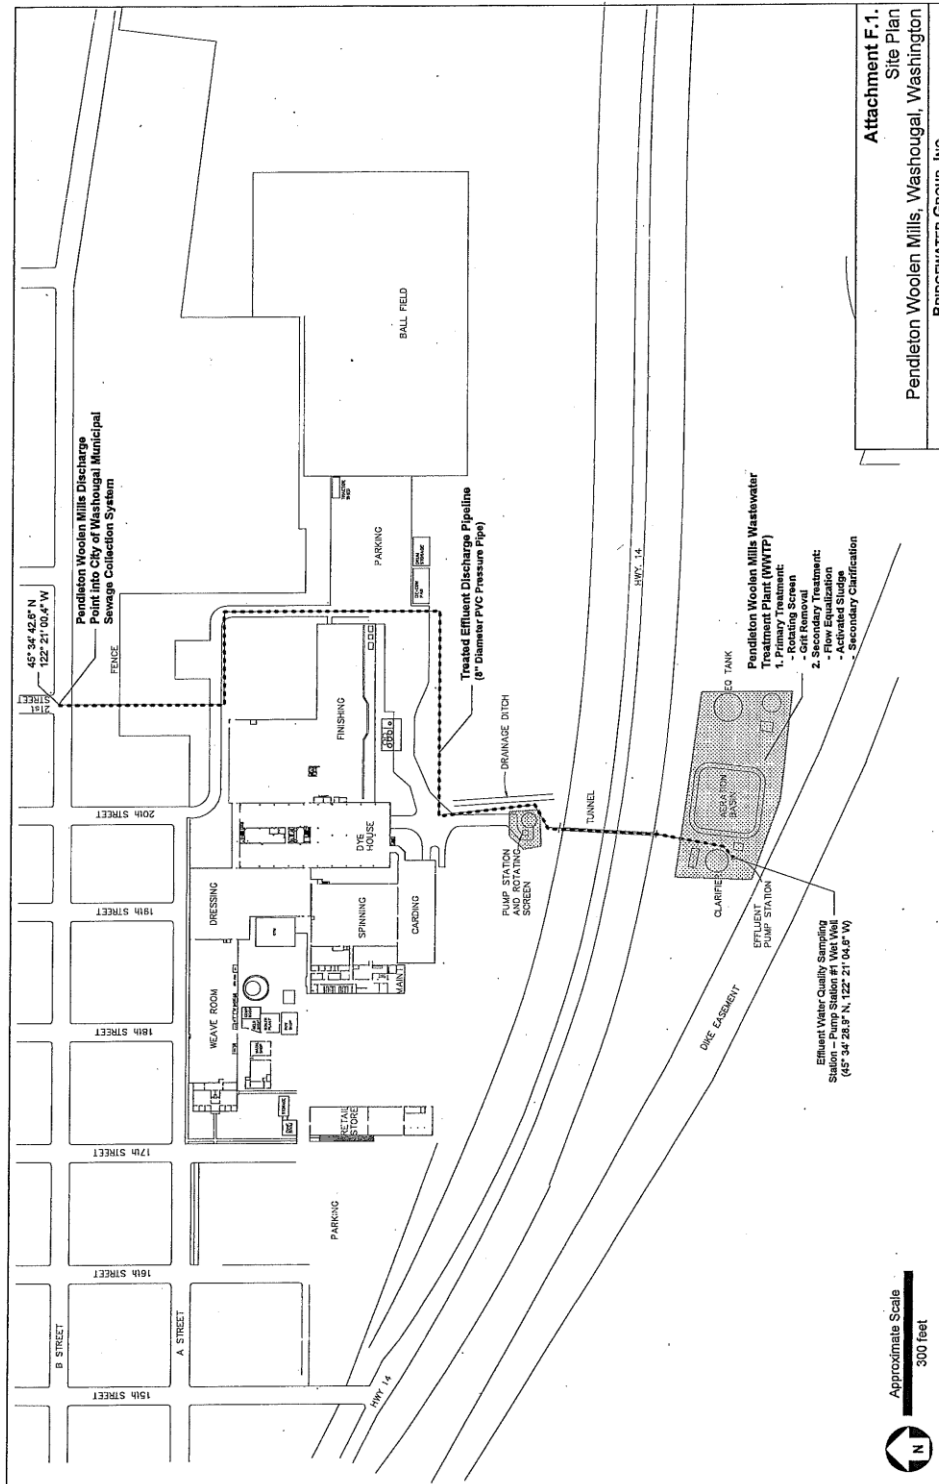 45° 34' 42.6" N
122° 21' 00.4" W
Pendleton Woolen Mills Discharge
Point into City of Washougal Municipal
Sewage Collection System
FENCE
21st
STREET
20th STREET
19th STREET
18th STREET
17th STREET
16th STREET
15th STREET
B STREET
A STREET
BALL FIELD
PARKING
FINISHING
DYE
HOUSE
DRESSING
WEAVE ROOM
SPINNING
CARDING
MAINT
RETAIL
STORE
PARKING
Treated Effluent Discharge Pipeline
(8" Diameter PVC Pressure Pipe)
DRAINAGE DITCH
PUMP STATION
AND ROTATING
SCREEN
TUNNEL
HWY. 14
HWY 14
Pendleton Woolen Mills Wastewater
Treatment Plant (WWTP)
1. Primary Treatment:
- Rotating Screen
- Grit Removal
2. Secondary Treatment:
- Flow Equalization
- Activated Sludge
- Secondary Clarification
EQ TANK
AERATION
BASIN
CLARIFIER
EFFLUENT
PUMP STATION
DIKE EASEMENT
Effluent Water Quality Sampling
Station – Pump Station #1 Wet Well
(45° 34' 28.9" N, 122° 21' 04.6" W)
Approximate Scale
300 feet
N
Attachment F.1.
Site Plan
Pendleton Woolen Mills, Washougal, Washington
BRIDGEWATER GROUP, INC.